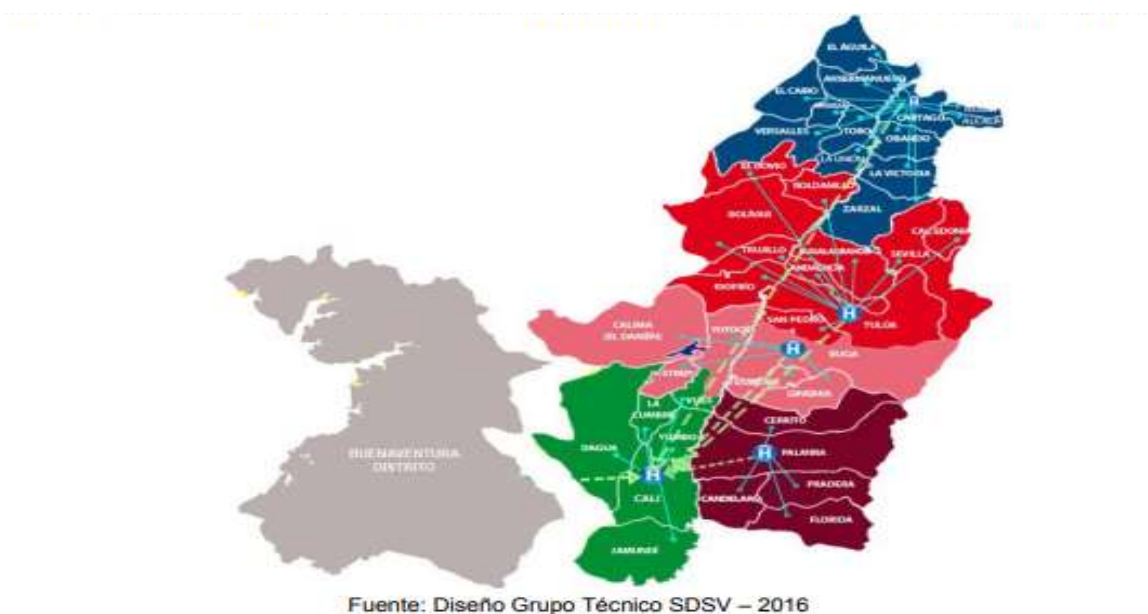 EL ÁGUILA
ANSERMANUEVO
EL CAIRO
ALCALÁ
CARTAGO
VERSALLES
TORO
OBANDO
LA UNIÓN
LA VICTORIA
EL DOVIO
ROLDANILLO
ZARZAL
BOLÍVAR
CAICEDONIA
TRUJILLO
BUGALAGRANDE
SEVILLA
ANDALUCÍA
RIOFRÍO
H
TULUÁ
SAN PEDRO
CALIMA
(EL DARIÉN)
YOTOCO
H
BUGA
GINEBRA
VIJES
LA
CUMBRE
CERRITO
YUMBO
DAGUA
H
PALMIRA
BUENAVENTURA
DISTRITO
H
PRADERA
CALI
CANDELARIA
FLORIDA
JAMUNDÍ
Fuente: Diseño Grupo Técnico SDSV – 2016